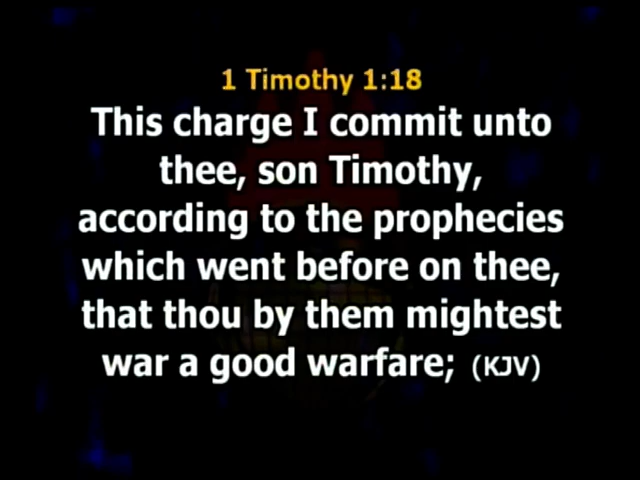 1 Timothy 1:18
This charge I commit unto
thee, son Timothy,
according to the prophecies
which went before on thee,
that thou by them mightest
war a good warfare; (KJV)